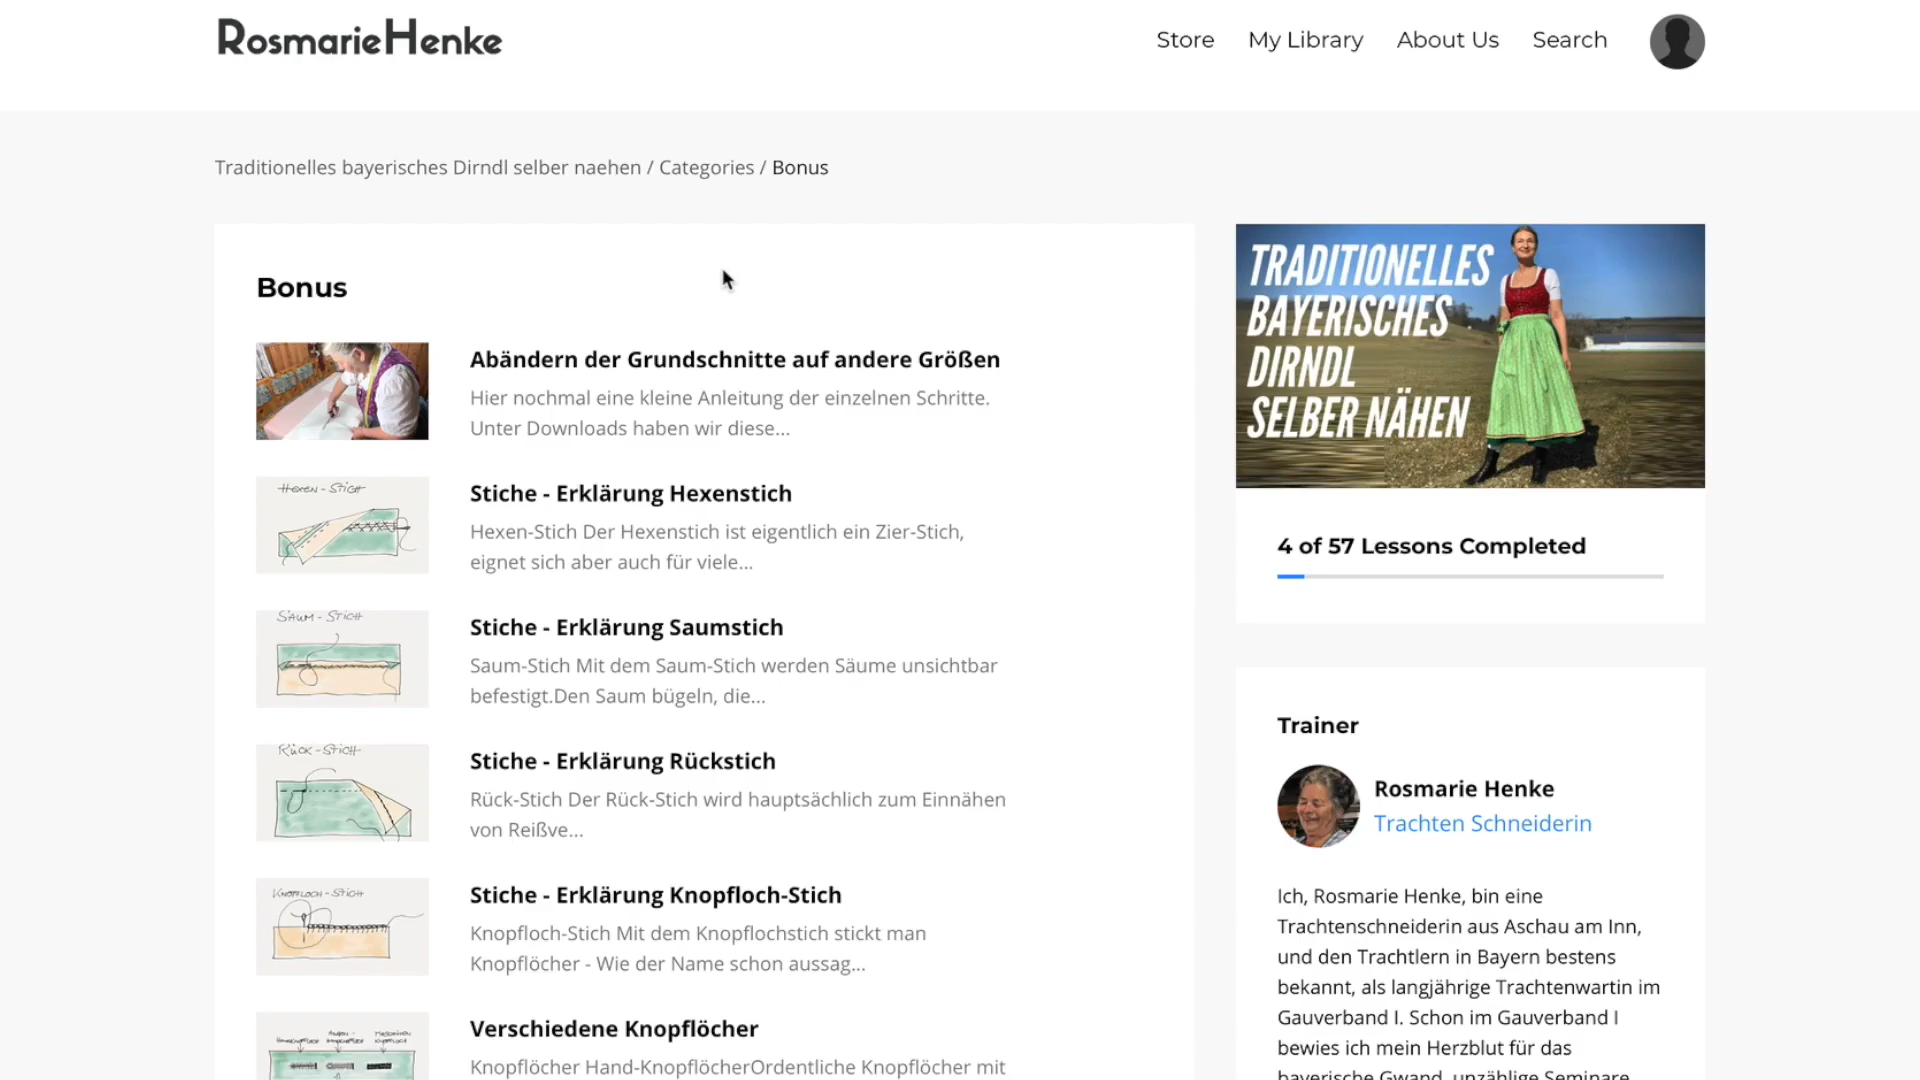 RosmarieHenke
Store My Library About Us Search
Traditionelles bayerisches Dirndl selber naehen / Categories / Bonus
Bonus
Abändern der Grundschnitte auf andere Größen
Hier nochmal eine kleine Anleitung der einzelnen Schritte.
Unter Downloads haben wir diese...
HEXEN-STICH
Stiche - Erklärung Hexenstich
Hexen-Stich Der Hexenstich ist eigentlich ein Zier-Stich,
eignet sich aber auch für viele...
SAUM-STICH
Stiche - Erklärung Saumstich
Saum-Stich Mit dem Saum-Stich werden Säume unsichtbar
befestigt.Den Saum bügeln, die...
RÜCK-STICH
Stiche - Erklärung Rückstich
Rück-Stich Der Rück-Stich wird hauptsächlich zum Einnähen
von Reißve...
KNOPFLOCH-STICH
Stiche - Erklärung Knopfloch-Stich
Knopfloch-Stich Mit dem Knopflochstich stickt man
Knopflöcher - Wie der Name schon aussag...
Verschiedene Knopflöcher
Knopflöcher Hand-KnopflöcherOrdentliche Knopflöcher mit
TRADITIONELLES
BAYERISCHES
DIRNDL
SELBER NÄHEN
4 of 57 Lessons Completed
Trainer
Rosmarie Henke
Trachten Schneiderin
Ich, Rosmarie Henke, bin eine
Trachtenschneiderin aus Aschau am Inn,
und den Trachtlern in Bayern bestens
bekannt, als langjährige Trachtenwartin im
Gauverband I. Schon im Gauverband I
bewies ich mein Herzblut für das
bayerische Gwand, unzählige Seminare